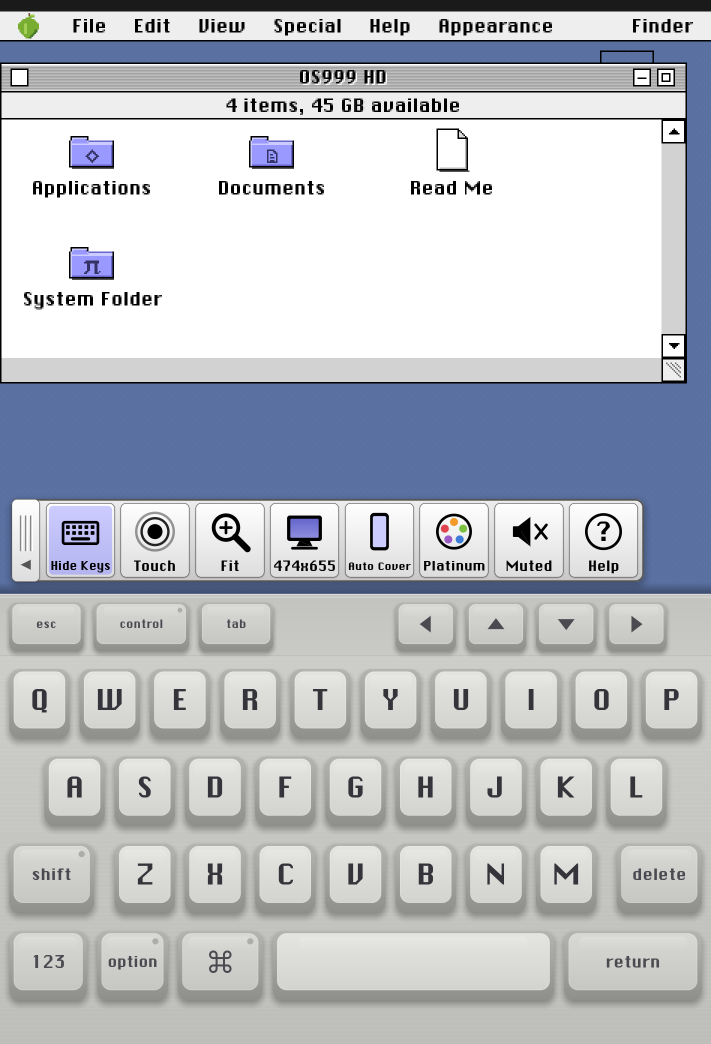 File Edit View Special Help Appearance Finder
OS999 HD
4 items, 45 GB available
Applications Documents Read Me
System Folder
Hide Keys Touch Fit 474x655 Auto Cover Platinum Muted Help
esc control tab
Q W E R T Y U I O P
A S D F G H J K L
shift Z X C V B N M delete
123 option ⌘ return